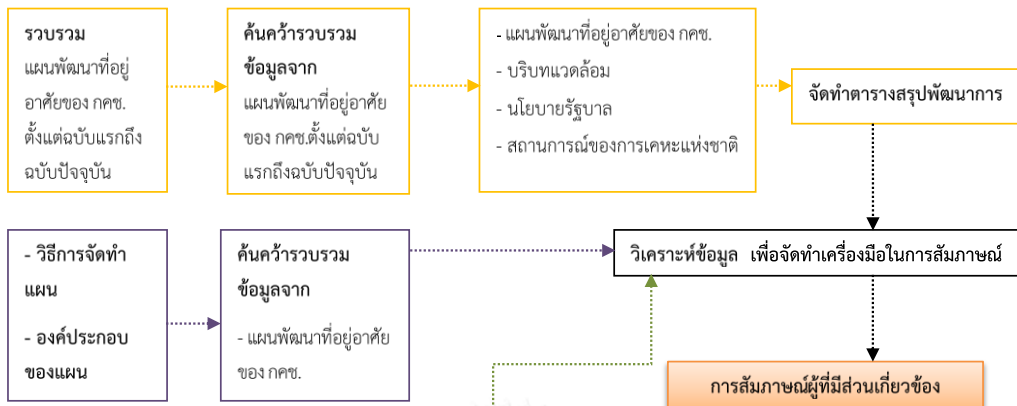 รวบรวม
แผนพัฒนาที่อยู่
อาศัยของ กคช.
ตั้งแต่ฉบับแรกถึง
ฉบับปัจจุบัน
ค้นคว้ารวบรวม
ข้อมูลจาก
แผนพัฒนาที่อยู่อาศัย
ของ กคช.ตั้งแต่ฉบับ
แรกถึงฉบับปัจจุบัน
- แผนพัฒนาที่อยู่อาศัยของ กคช.
- บริบทแวดล้อม
- นโยบายรัฐบาล
- สถานการณ์ของการเคหะแห่งชาติ
จัดทำตารางสรุปพัฒนาการ
- วิธีการจัดทำ
แผน
- องค์ประกอบ
ของแผน
ค้นคว้ารวบรวม
ข้อมูลจาก
- แผนพัฒนาที่อยู่อาศัย
ของ กคช.
วิเคราะห์ข้อมูล เพื่อจัดทำเครื่องมือในการสัมภาษณ์
การสัมภาษณ์ผู้ที่มีส่วนเกี่ยวข้อง